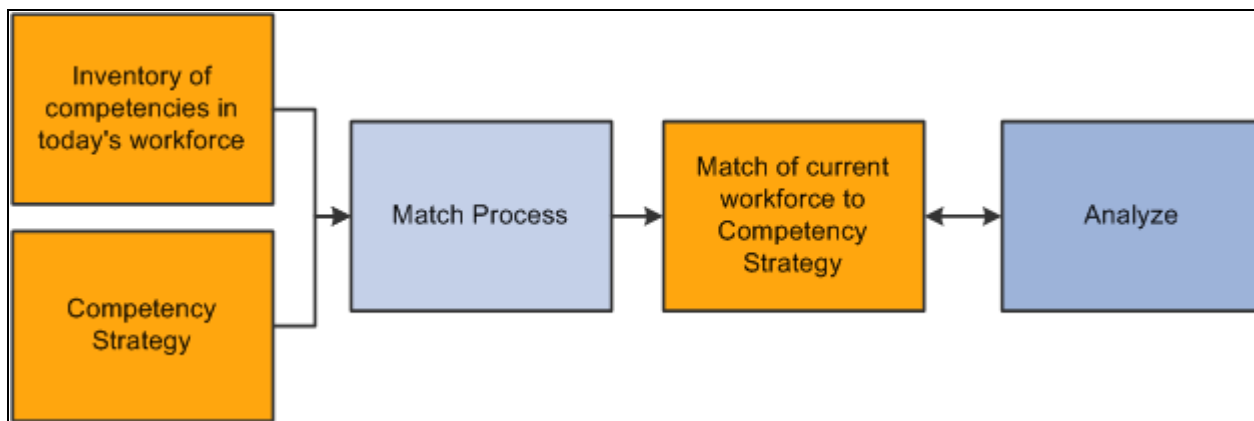 Inventory of
competencies in
today's workforce
Competency
Strategy
Match Process
Match of current
workforce to
Competency
Strategy
Analyze